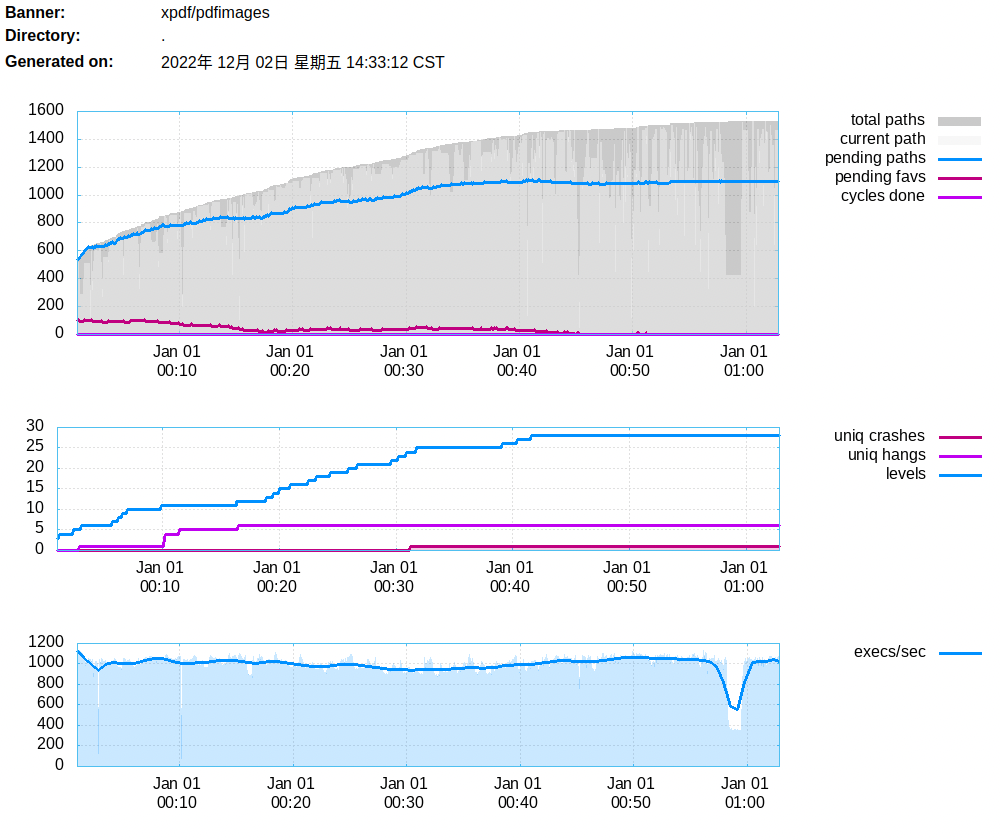 Banner: xpdf/pdfimages
Directory: .
Generated on: 2022年 12月 02日 星期五 14:33:12 CST
1600
1400
1200
1000
800
600
400
200
0
Jan 01 Jan 01 Jan 01 Jan 01 Jan 01 Jan 01
00:10 00:20 00:30 00:40 00:50 01:00
total paths
current path
pending paths
pending favs
cycles done
30
25
20
15
10
5
0
Jan 01 Jan 01 Jan 01 Jan 01 Jan 01 Jan 01
00:10 00:20 00:30 00:40 00:50 01:00
uniq crashes
uniq hangs
levels
1200
1000
800
600
400
200
0
Jan 01 Jan 01 Jan 01 Jan 01 Jan 01 Jan 01
00:10 00:20 00:30 00:40 00:50 01:00
execs/sec